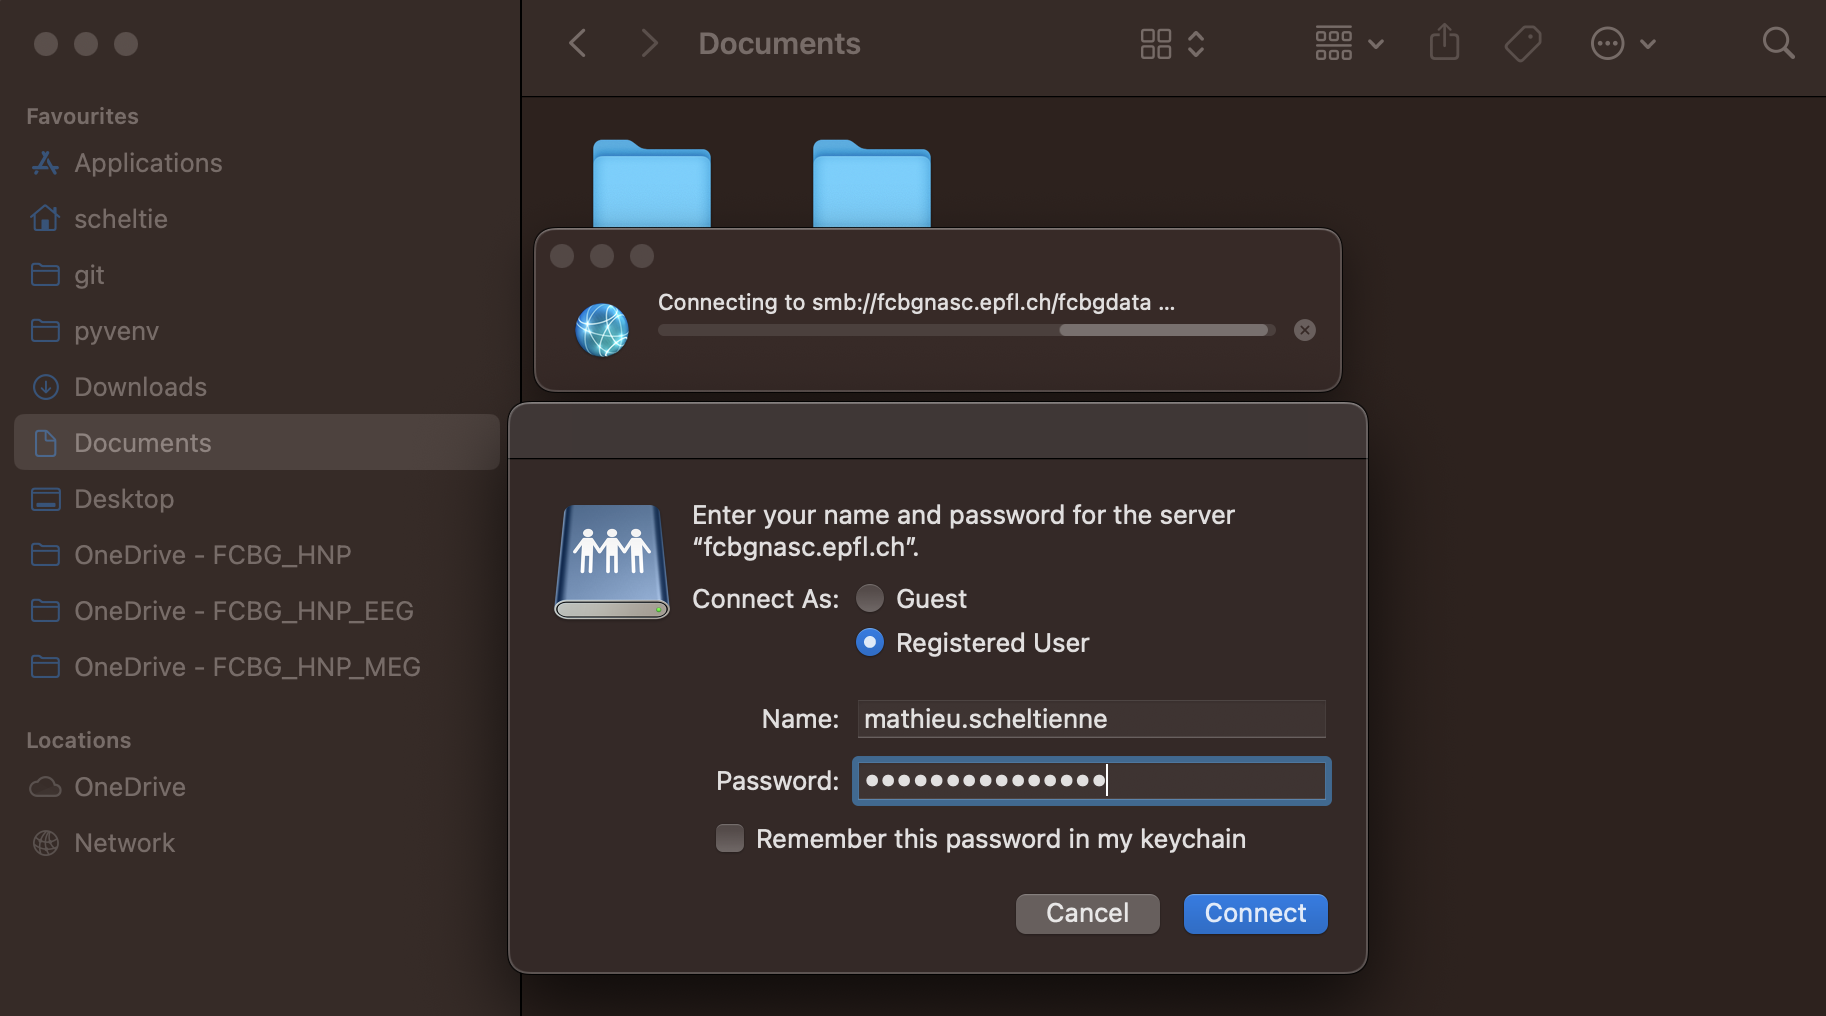 Documents
Favourites
Applications
scheltie
git
pyvenv
Downloads
Documents
Desktop
OneDrive - FCBG_HNP
OneDrive - FCBG_HNP_EEG
OneDrive - FCBG_HNP_MEG
Locations
OneDrive
Network
Connecting to smb://fcbgnasc.epfl.ch/fcbgdata ...
Enter your name and password for the server
“fcbgnasc.epfl.ch”.
Connect As: Guest
Registered User
Name: mathieu.scheltienne
Password: •••••••••••••••
Remember this password in my keychain
Cancel Connect